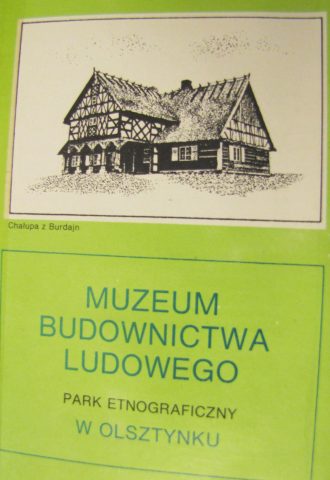 Chałupa z Burdajn
MUZEUM
BUDOWNICTWA
LUDOWEGO
PARK ETNOGRAFICZNY
W OLSZTYNKU